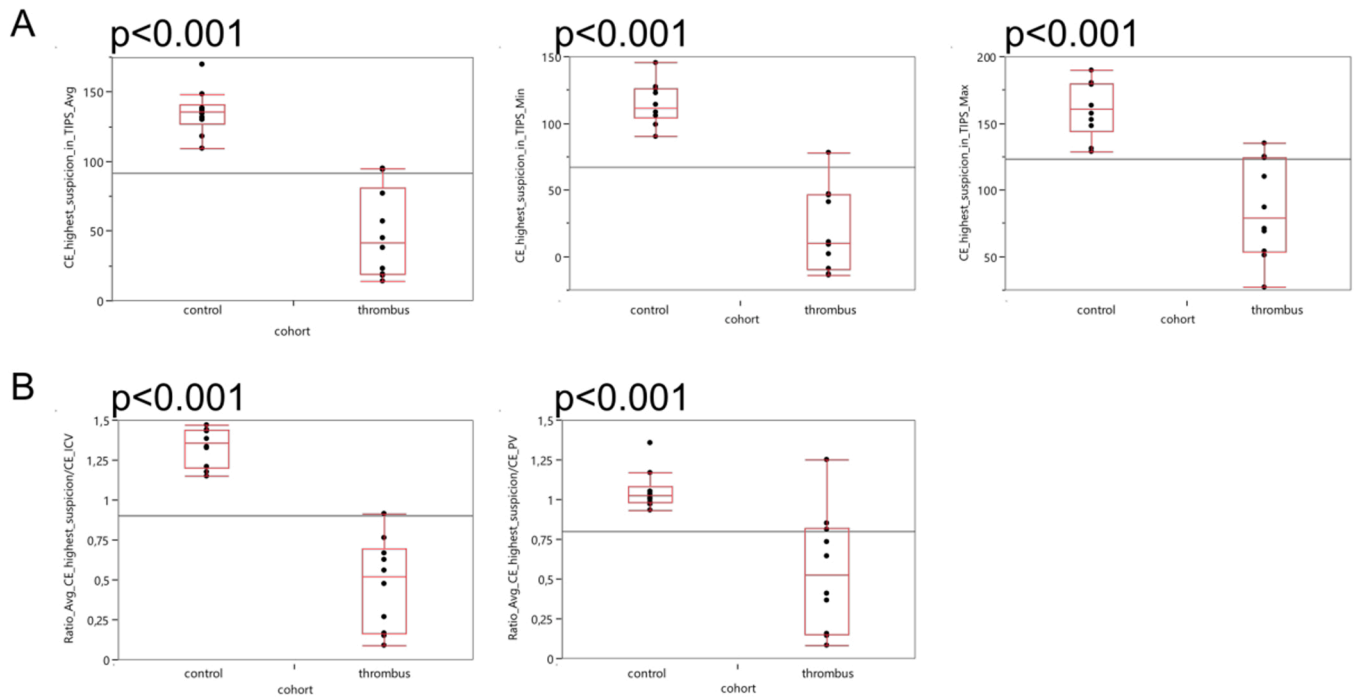 A
p<0.001
CE_highest_suspicion_in_TIPS_Avg
150
100
50
0
control
thrombus
cohort
p<0.001
CE_highest_suspicion_in_TIPS_Min
150
100
50
0
control
thrombus
cohort
p<0.001
CE_highest_suspicion_in_TIPS_Max
200
150
100
50
control
thrombus
cohort
B
p<0.001
Ratio_Avg_CE_highest_suspicion/CE_ICV
1,5
1,25
1
0,75
0,5
0,25
0
control
thrombus
cohort
p<0.001
Ratio_Avg_CE_highest_suspicion/CE_PV
1,5
1,25
1
0,75
0,5
0,25
0
control
thrombus
cohort